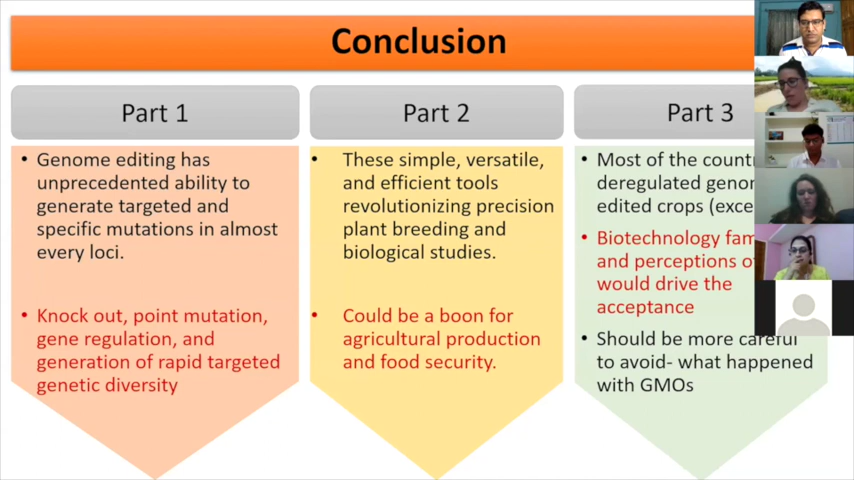 Conclusion
Part 1
• Genome editing has
unprecedented ability to
generate targeted and
specific mutations in almost
every loci.
• Knock out, point mutation,
gene regulation, and
generation of rapid targeted
genetic diversity
Part 2
• These simple, versatile,
and efficient tools
revolutionizing precision
plant breeding and
biological studies.
• Could be a boon for
agricultural production
and food security.
Part 3
• Most of the
deregulated
edited crops
• Biotechnology
and perceptions
would drive the
acceptance
• Should be more careful
to avoid- what happened
with GMOs